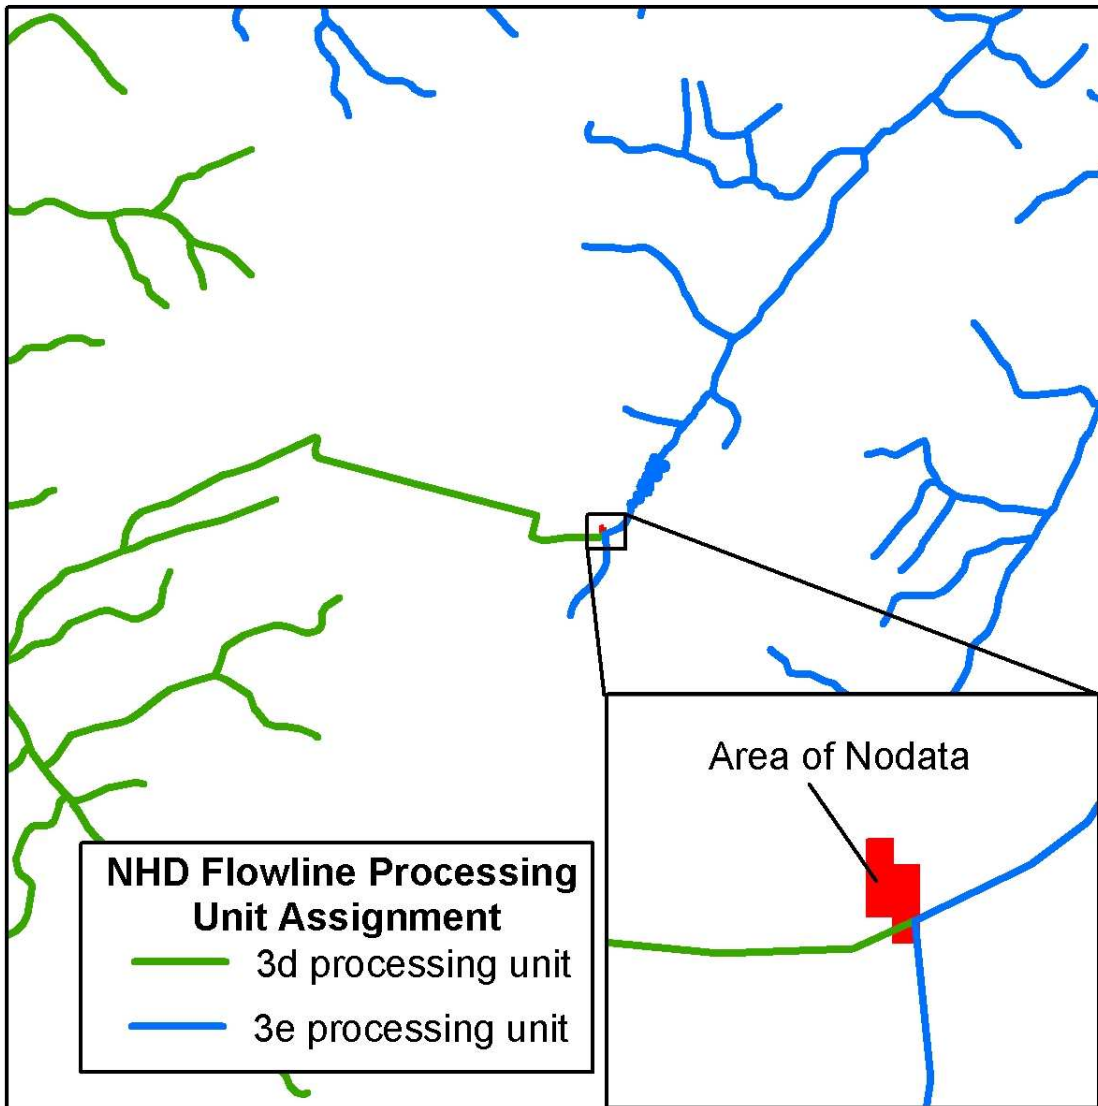 Area of Nodata
NHD Flowline Processing
Unit Assignment
3d processing unit
3e processing unit